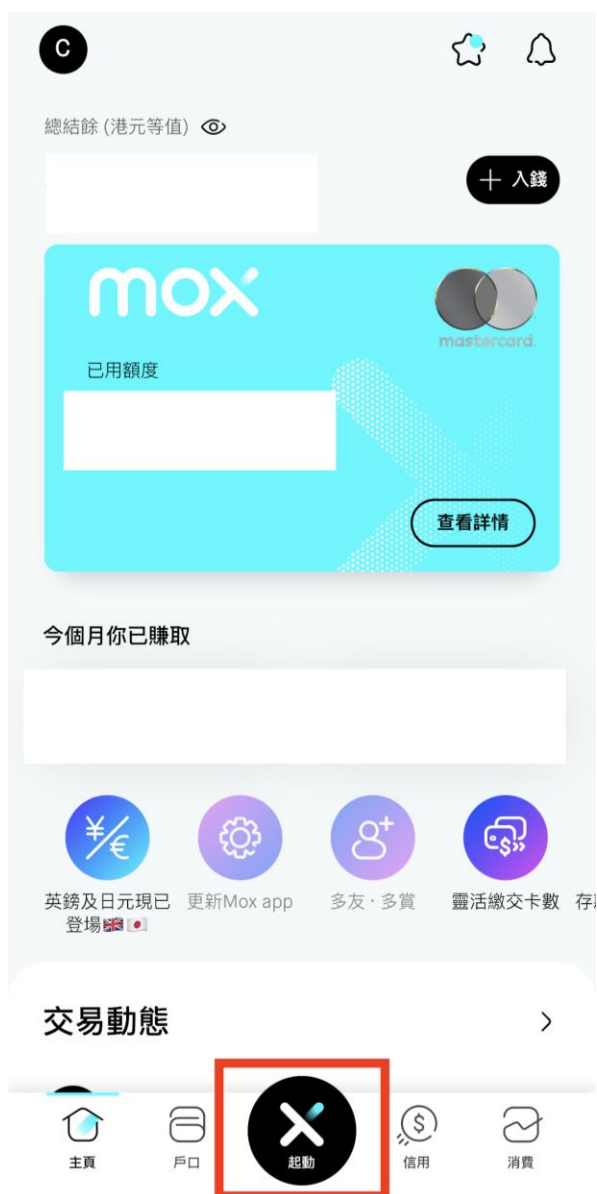 C
總結餘 (港元等值)
入錢
mox
mastercard.
已用額度
查看詳情
今個月你已賺取
英鎊及日元現已
登場🇬🇧🇯🇵
更新Mox app
多友 · 多賞
靈活繳交卡數
交易動態
主頁
戶口
起動
信用
消費